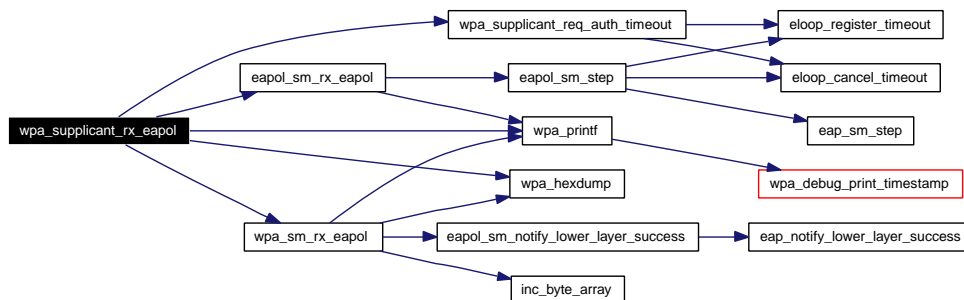 wpa_supplicant_rx_eapol
eapol_sm_rx_eapol
wpa_sm_rx_eapol
wpa_supplicant_req_auth_timeout
eapol_sm_step
wpa_printf
wpa_hexdump
eapol_sm_notify_lower_layer_success
inc_byte_array
eloop_register_timeout
eloop_cancel_timeout
eap_sm_step
wpa_debug_print_timestamp
eap_notify_lower_layer_success